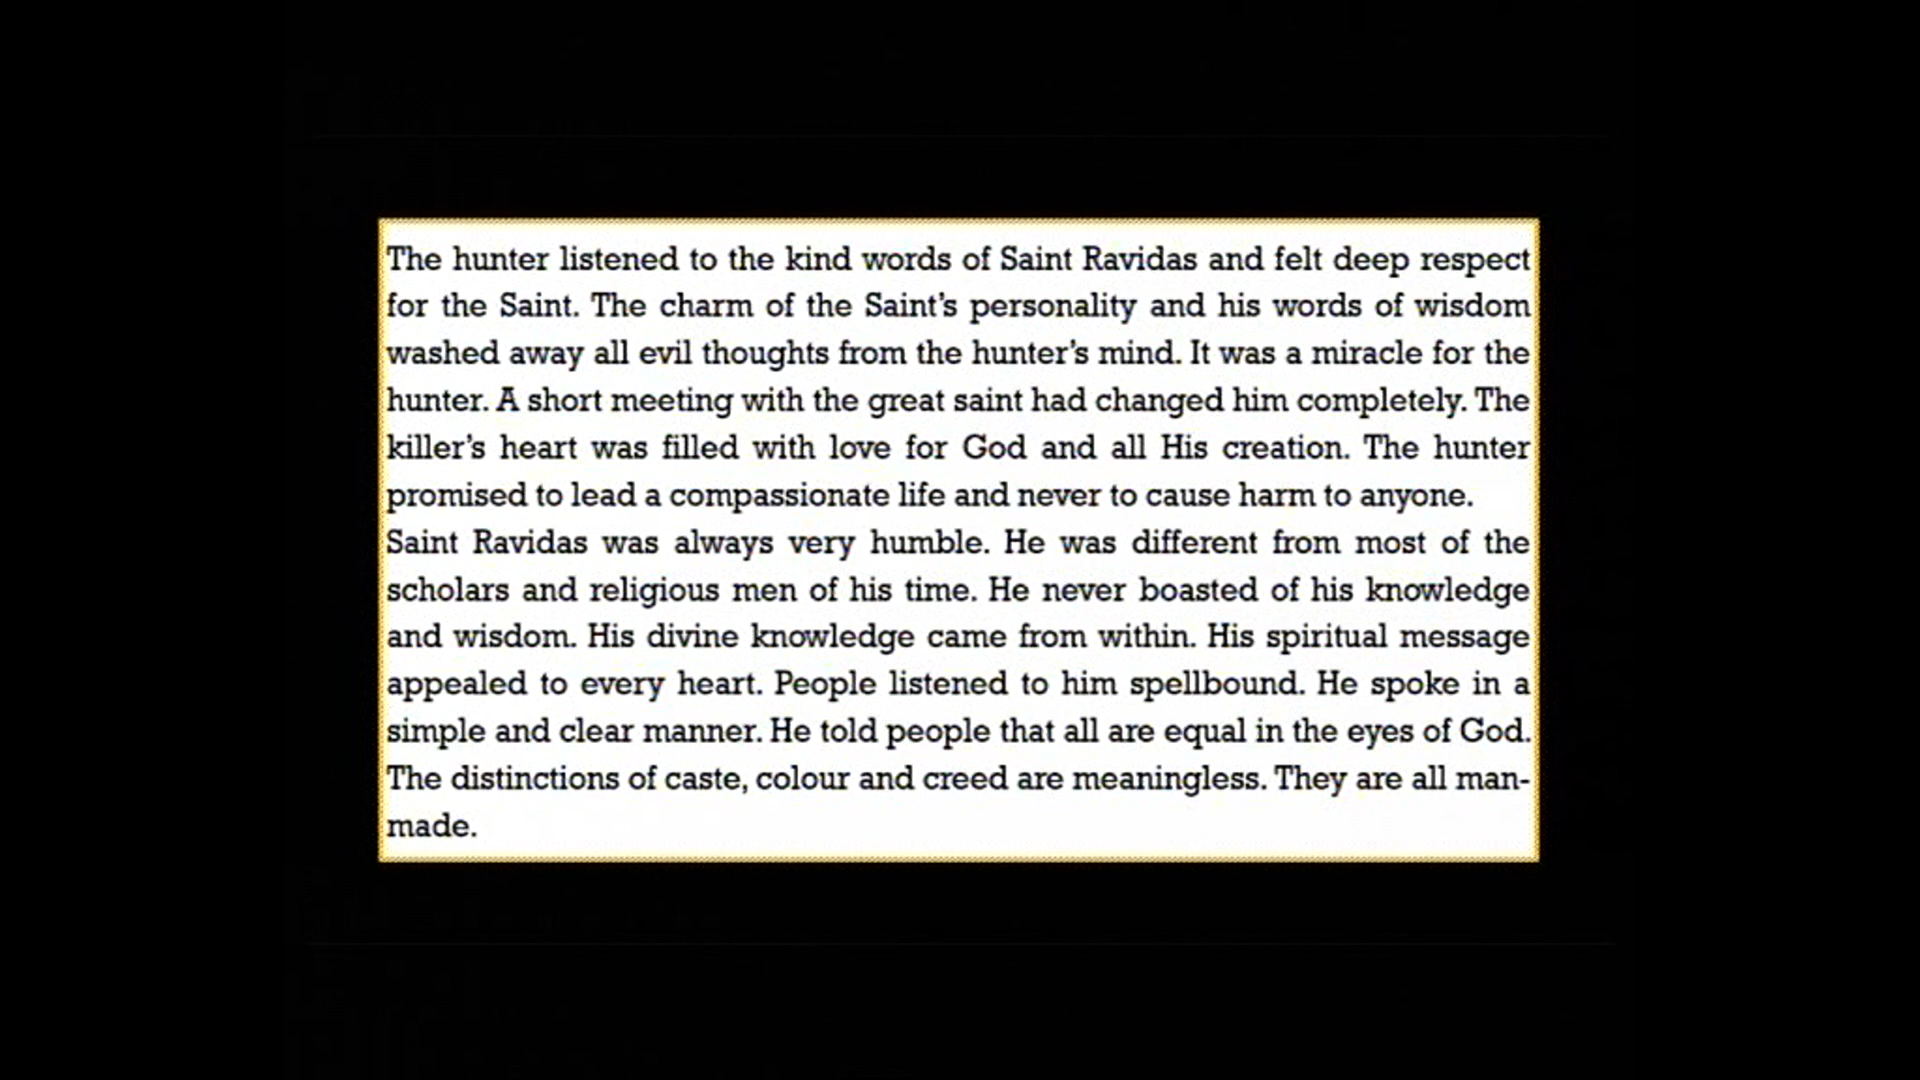 The hunter listened to the kind words of Saint Ravidas and felt deep respect
for the Saint. The charm of the Saint’s personality and his words of wisdom
washed away all evil thoughts from the hunter’s mind. It was a miracle for the
hunter. A short meeting with the great saint had changed him completely. The
killer’s heart was filled with love for God and all His creation. The hunter
promised to lead a compassionate life and never to cause harm to anyone.
Saint Ravidas was always very humble. He was different from most of the
scholars and religious men of his time. He never boasted of his knowledge
and wisdom. His divine knowledge came from within. His spiritual message
appealed to every heart. People listened to him spellbound. He spoke in a
simple and clear manner. He told people that all are equal in the eyes of God.
The distinctions of caste, colour and creed are meaningless. They are all man-
made.